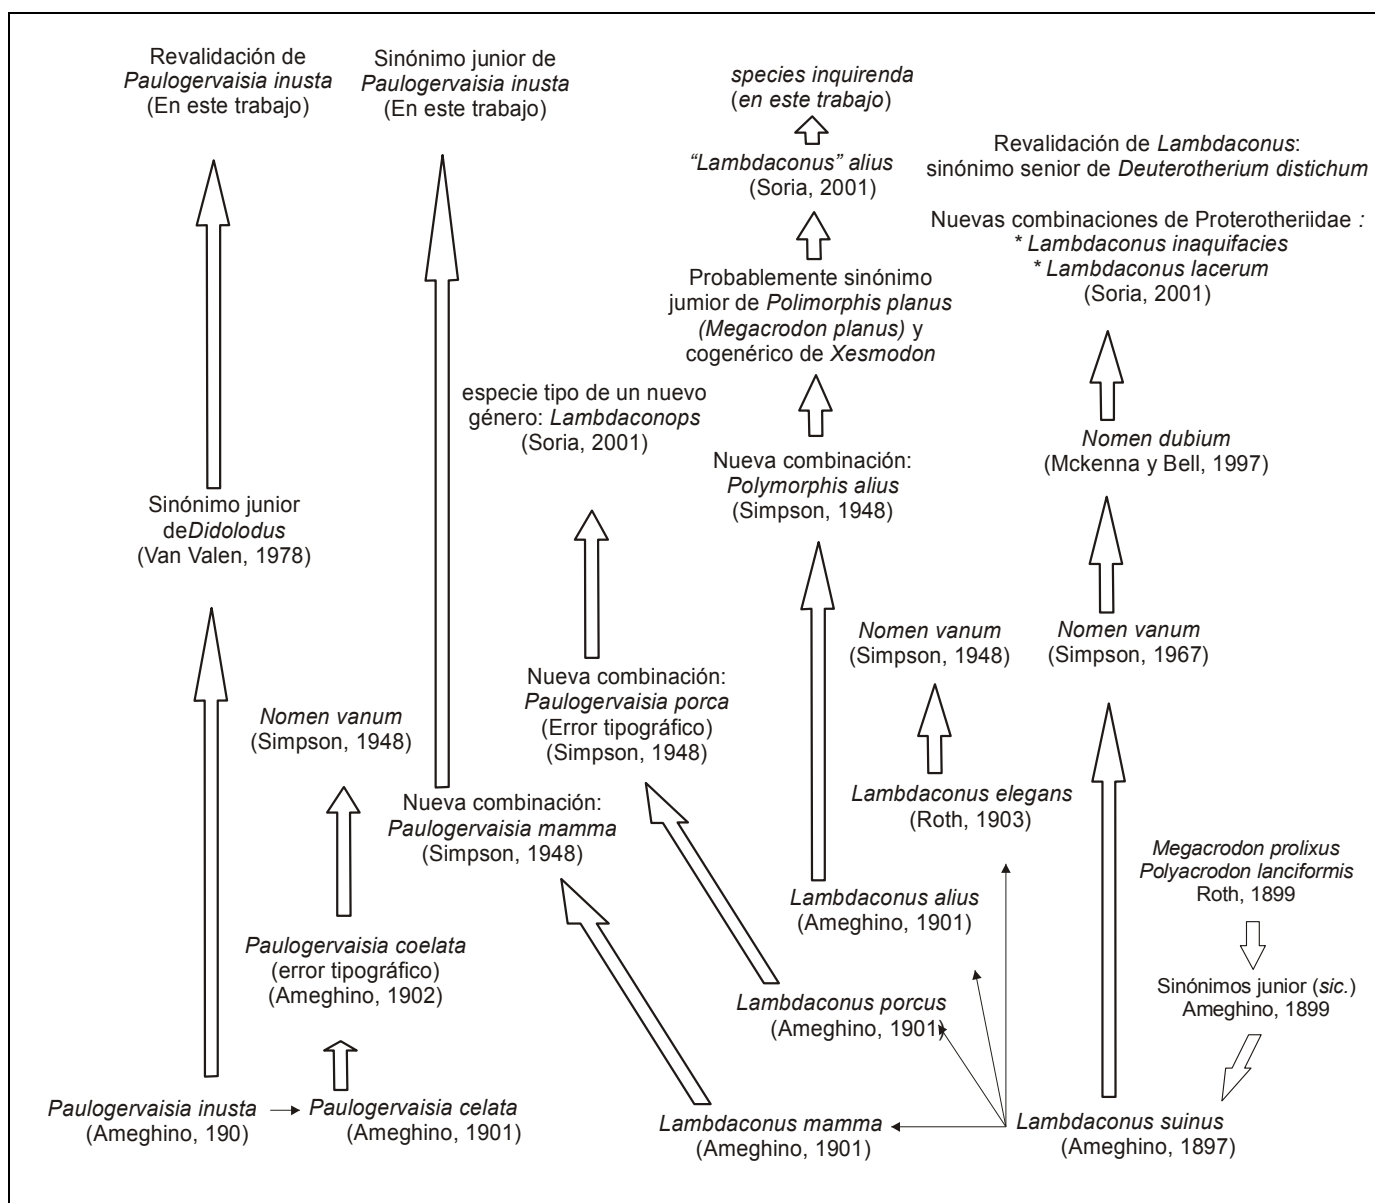 Revalidación de
Paulogervaisia inusta
(En este trabajo)
Sinónimo junior de
Paulogervaisia inusta
(En este trabajo)
species inquirenda
(en este trabajo)
“Lambdaconus” alius
(Soria, 2001)
Revalidación de Lambdaconus:
sinónimo senior de Deuterotherium distichum
Nuevas combinaciones de Proterotheriidae :
* Lambdaconus inaquifacies
* Lambdaconus lacerum
(Soria, 2001)
Probablemente sinónimo
jumior de Polimorphis planus
(Megacrodon planus) y
cogenérico de Xesmodon
especie tipo de un nuevo
género: Lambdaconops
(Soria, 2001)
Nomen dubium
(Mckenna y Bell, 1997)
Nueva combinación:
Polymorphis alius
(Simpson, 1948)
Sinónimo junior
deDidolodus
(Van Valen, 1978)
Nomen vanum
(Simpson, 1948)
Nomen vanum
(Simpson, 1967)
Nueva combinación:
Paulogervaisia porca
(Error tipográfico)
(Simpson, 1948)
Nomen vanum
(Simpson, 1948)
Lambdaconus elegans
(Roth, 1903)
Nueva combinación:
Paulogervaisia mamma
(Simpson, 1948)
Megacrodon prolixus
Polyacrodon lanciformis
Roth, 1899
Lambdaconus alius
(Ameghino, 1901)
Paulogervaisia coelata
(error tipográfico)
(Ameghino, 1902)
Sinónimos junior (sic.)
Ameghino, 1899
Lambdaconus porcus
(Ameghino, 1901)
Paulogervaisia inusta
(Ameghino, 190)
Paulogervaisia celata
(Ameghino, 1901)
Lambdaconus mamma
(Ameghino, 1901)
Lambdaconus suinus
(Ameghino, 1897)